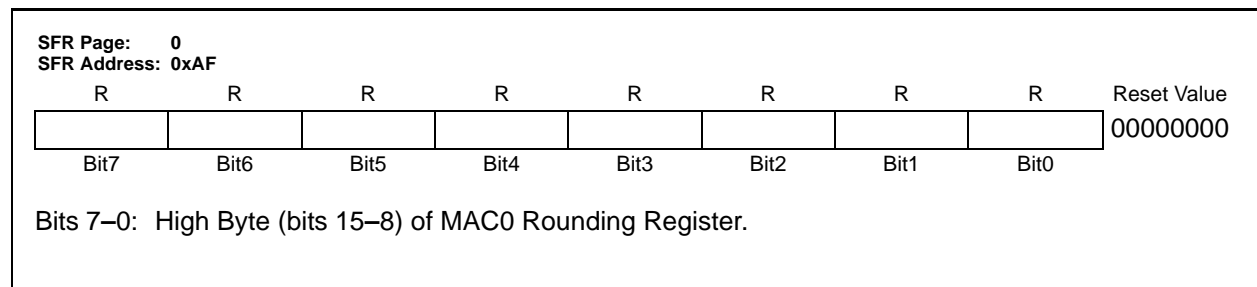 SFR Page: 0
SFR Address: 0xAF
R R R R R R R R Reset Value
00000000
Bit7 Bit6 Bit5 Bit4 Bit3 Bit2 Bit1 Bit0
Bits 7–0: High Byte (bits 15–8) of MAC0 Rounding Register.